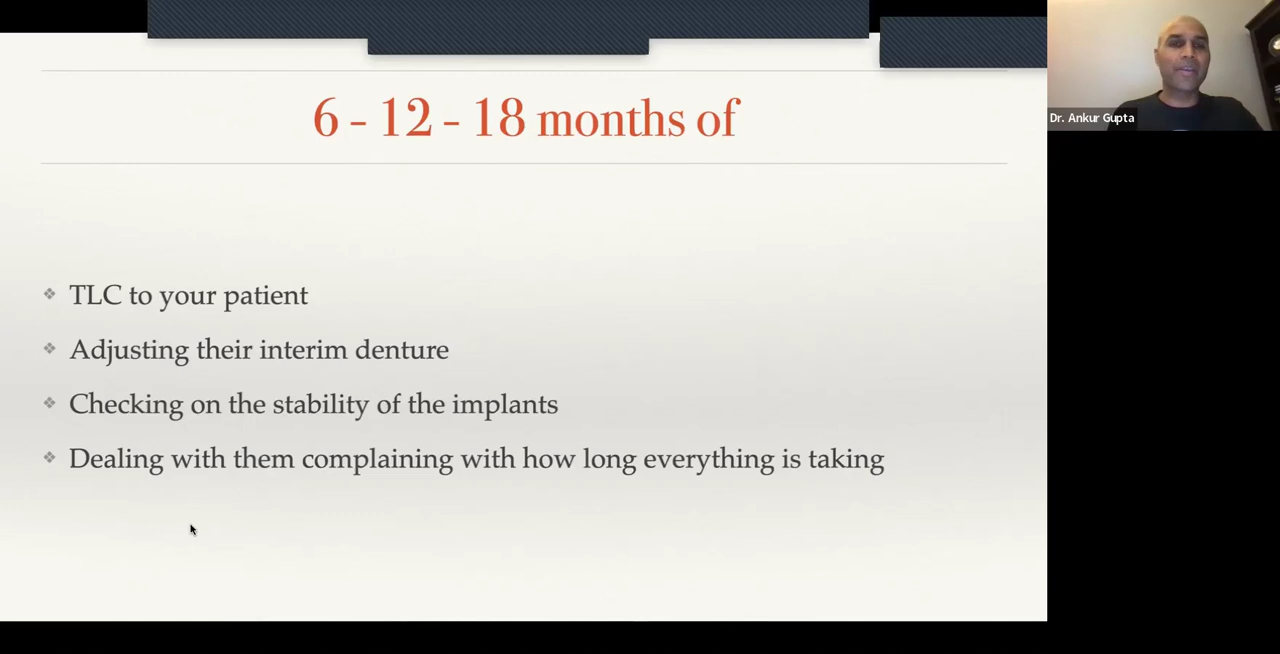 6 - 12 - 18 months of
TLC to your patient
Adjusting their interim denture
Checking on the stability of the implants
Dealing with them complaining with how long everything is taking
Dr. Ankur Gupta